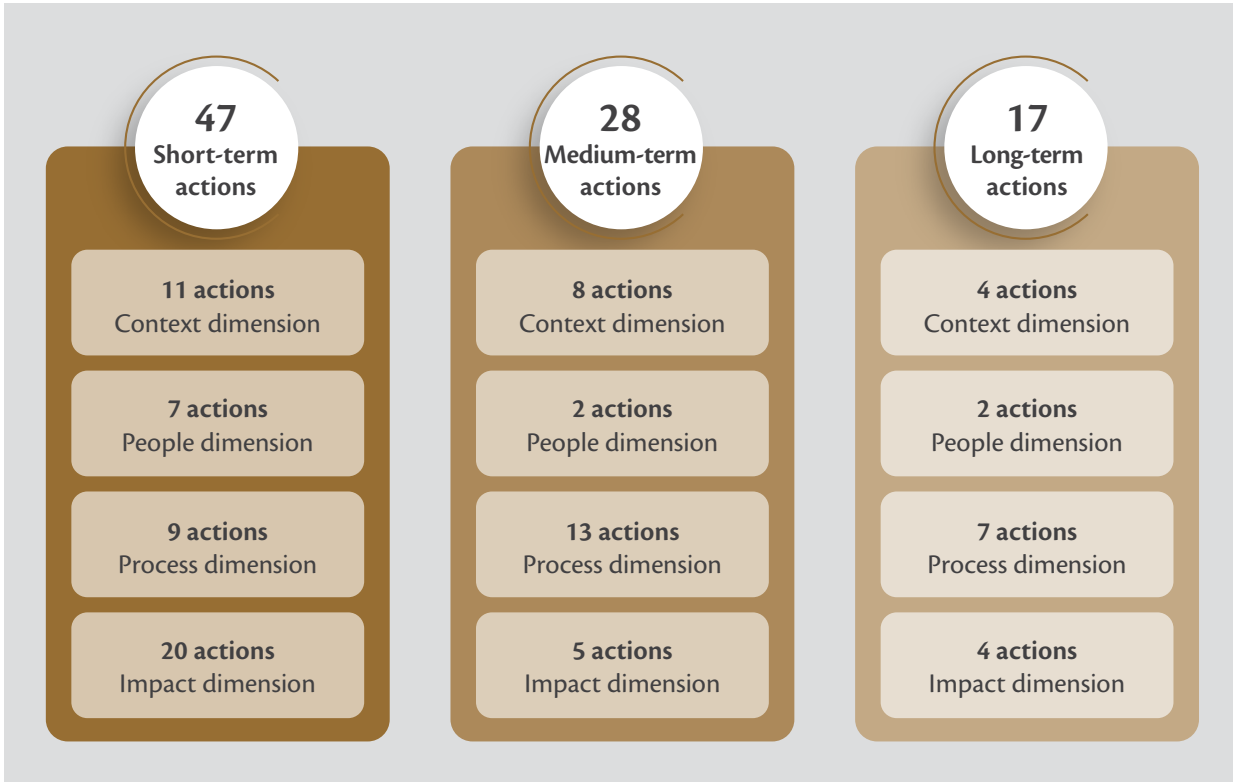 47
Short-term
actions
11 actions
Context dimension
7 actions
People dimension
9 actions
Process dimension
20 actions
Impact dimension
28
Medium-term
actions
8 actions
Context dimension
2 actions
People dimension
13 actions
Process dimension
5 actions
Impact dimension
17
Long-term
actions
4 actions
Context dimension
2 actions
People dimension
7 actions
Process dimension
4 actions
Impact dimension